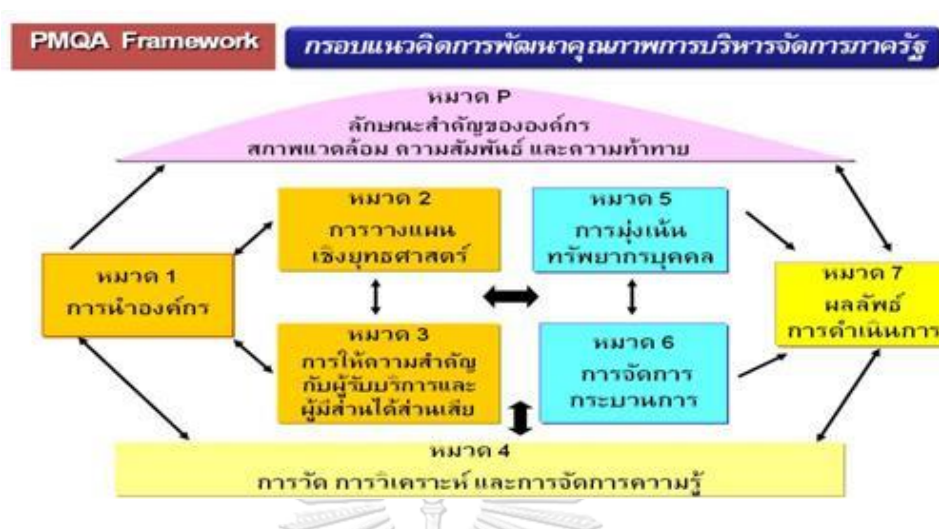 PMQA Framework
กรอบแนวคิดการพัฒนาคุณภาพการบริหารจัดการภาครัฐ
หมวด P
ลักษณะสำคัญขององค์กร
สภาพแวดล้อม ความสัมพันธ์ และความท้าทาย
หมวด 1
การนำองค์กร
หมวด 2
การวางแผน
เชิงยุทธศาสตร์
หมวด 3
การให้ความสำคัญ
กับผู้รับบริการและ
ผู้มีส่วนได้ส่วนเสีย
หมวด 5
การมุ่งเน้น
ทรัพยากรบุคคล
หมวด 6
การจัดการ
กระบวนการ
หมวด 7
ผลลัพธ์
การดำเนินการ
หมวด 4
การวัด การวิเคราะห์ และการจัดการความรู้